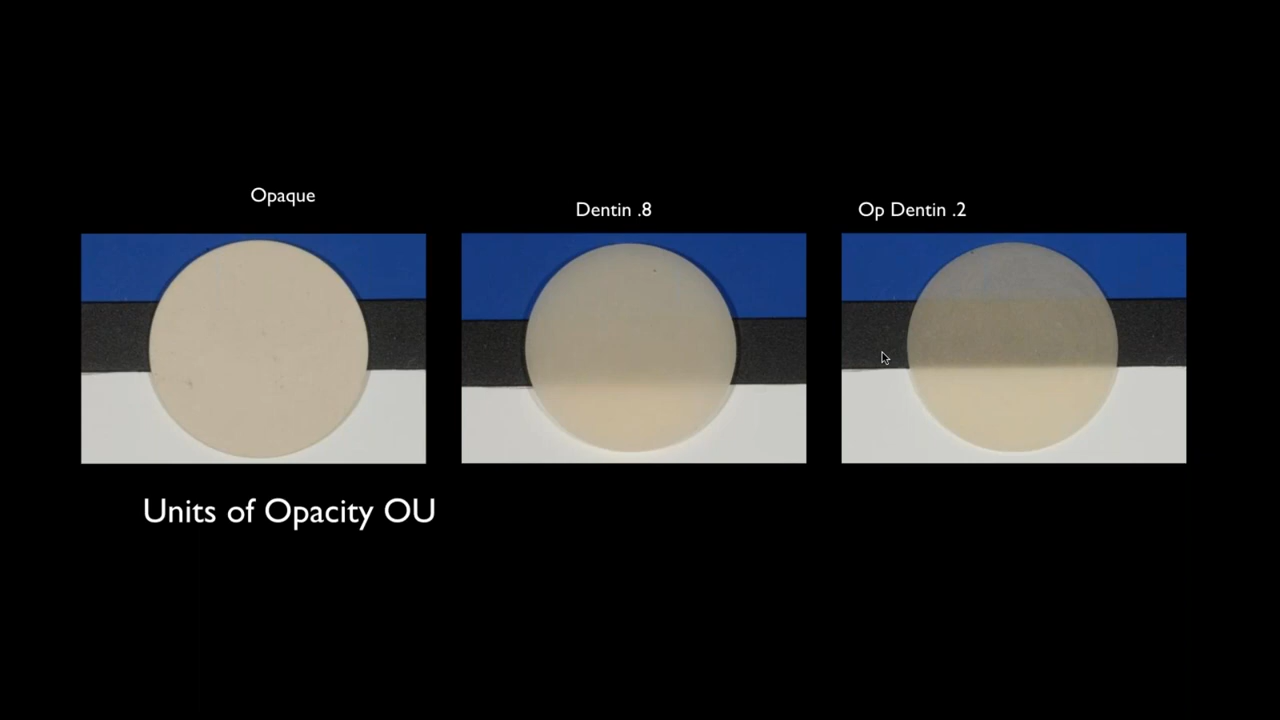 Opaque
Dentin .8
Op Dentin .2
Units of Opacity OU